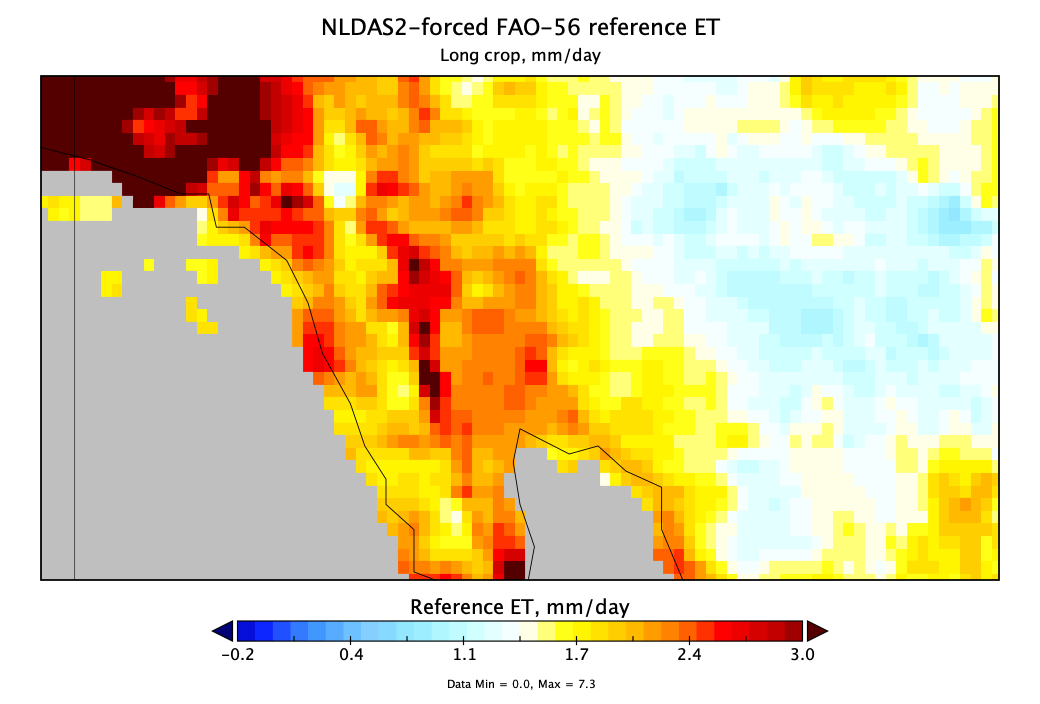 NLDAS2-forced FAO-56 reference ET
Long crop, mm/day
Reference ET, mm/day
-0.2 0.4 1.1 1.7 2.4 3.0
Data Min = 0.0, Max = 7.3